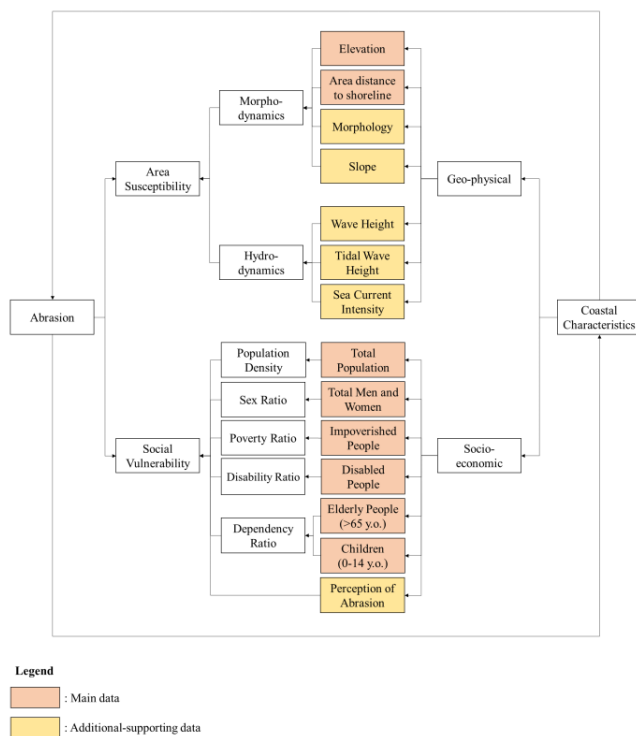 Elevation
Area distance
to shoreline
Morpho-
dynamics
Morphology
Slope
Area
Susceptibility
Geo-physical
Wave Height
Hydro-
dynamics
Tidal Wave
Height
Sea Current
Intensity
Abrasion
Coastal
Characteristics
Population
Density
Total
Population
Sex Ratio
Total Men and
Women
Poverty Ratio
Impoverished
People
Social
Vulnerability
Socio-
economic
Disability Ratio
Disabled
People
Dependency
Ratio
Elderly People
(>65 y.o.)
Children
(0-14 y.o.)
Perception of
Abrasion
Legend
: Main data
: Additional-supporting data